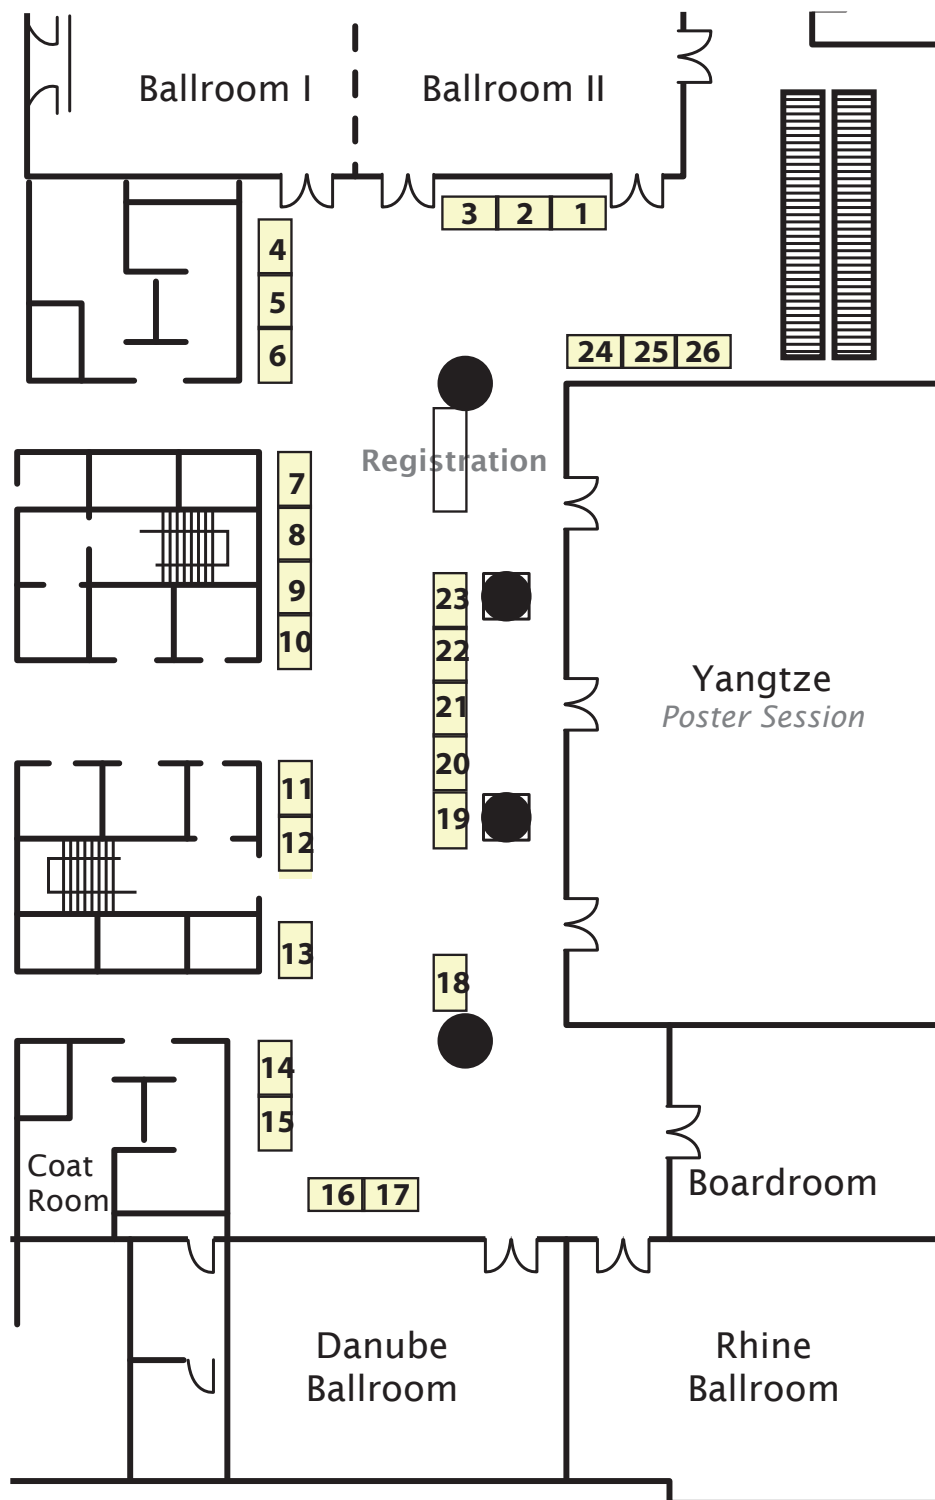 Ballroom I
Ballroom II
3 2 1
4
5
6
24 25 26
Registration
7
8
9
10
23
22
21
20
19
Yangtze
Poster Session
11
12
13
18
14
15
Coat
Room
16 17
Boardroom
Danube
Ballroom
Rhine
Ballroom